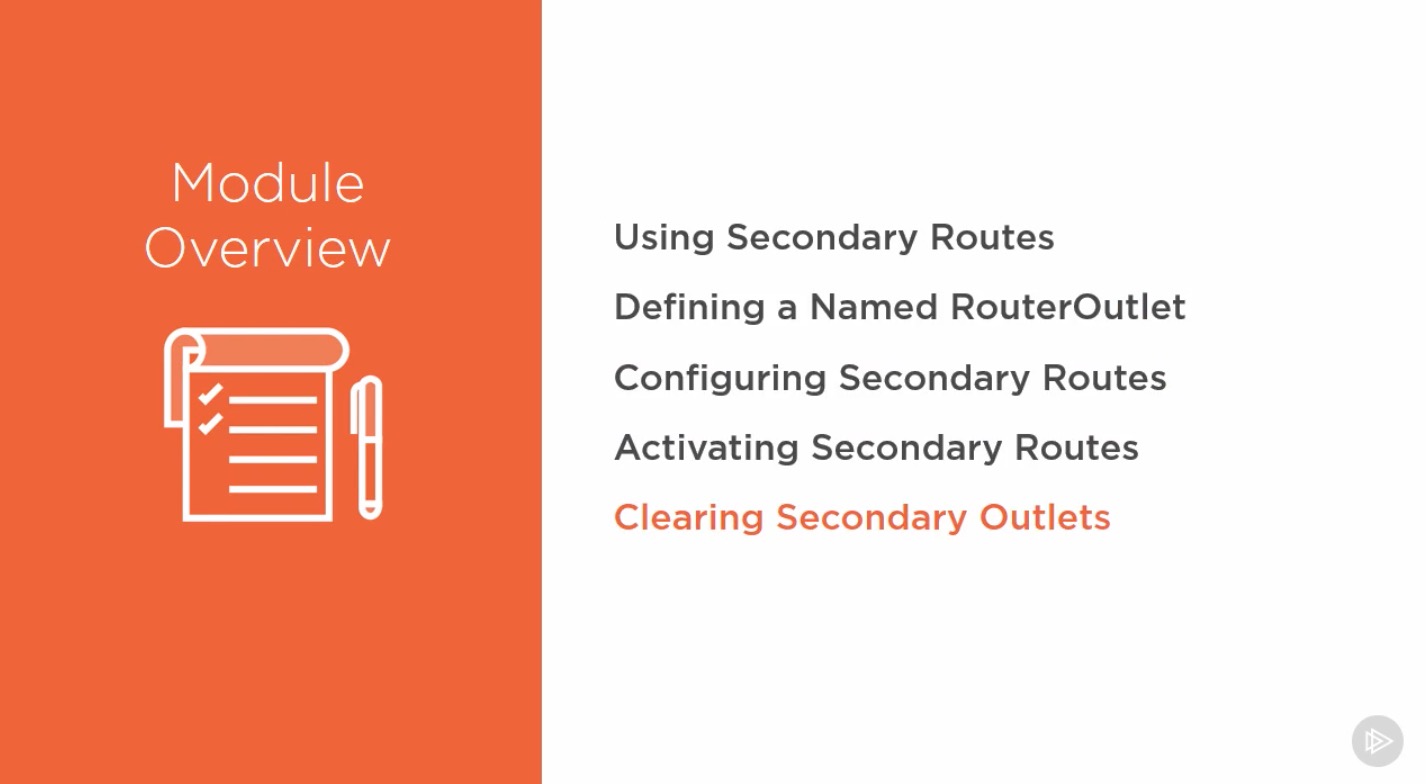 Module
Overview
Using Secondary Routes
Defining a Named RouterOutlet
Configuring Secondary Routes
Activating Secondary Routes
Clearing Secondary Outlets